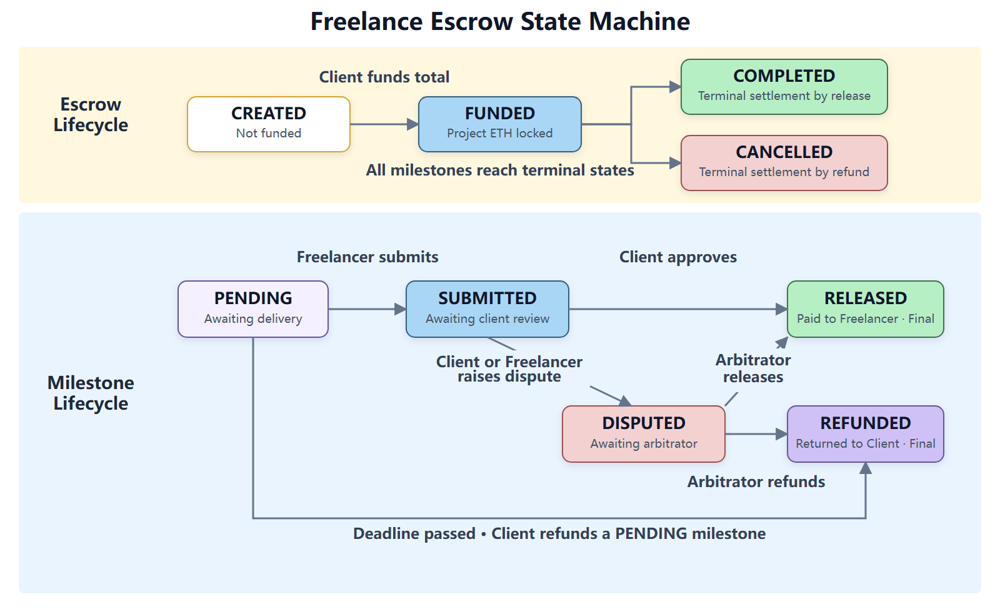 Freelance Escrow State Machine
Escrow
Lifecycle
Client funds total
CREATED
Not funded
FUNDED
Project ETH locked
All milestones reach terminal states
COMPLETED
Terminal settlement by release
CANCELLED
Terminal settlement by refund
Milestone
Lifecycle
Freelancer submits
Client approves
PENDING
Awaiting delivery
SUBMITTED
Awaiting client review
RELEASED
Paid to Freelancer · Final
Client or Freelancer
raises dispute
Arbitrator
releases
DISPUTED
Awaiting arbitrator
REFUNDED
Returned to Client · Final
Arbitrator refunds
Deadline passed • Client refunds a PENDING milestone